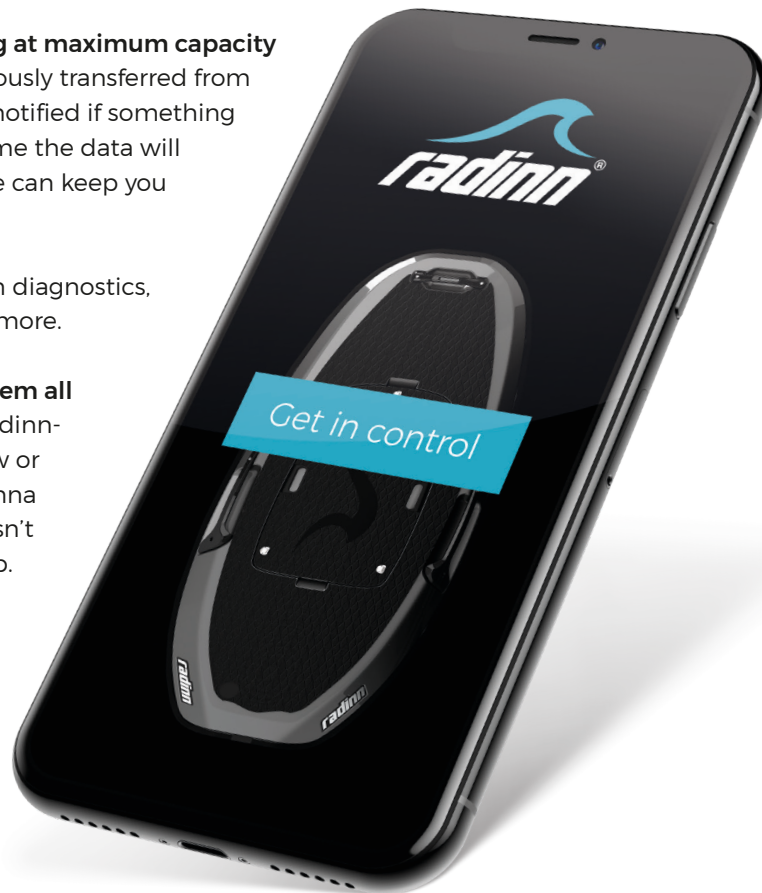 g at maximum capacity
ously transferred from
notified if something
me the data will
e can keep you
n diagnostics,
more.
em all
dinn-
w or
nna
sn’t
o.
radinn®
Get in control
radinn
radinn